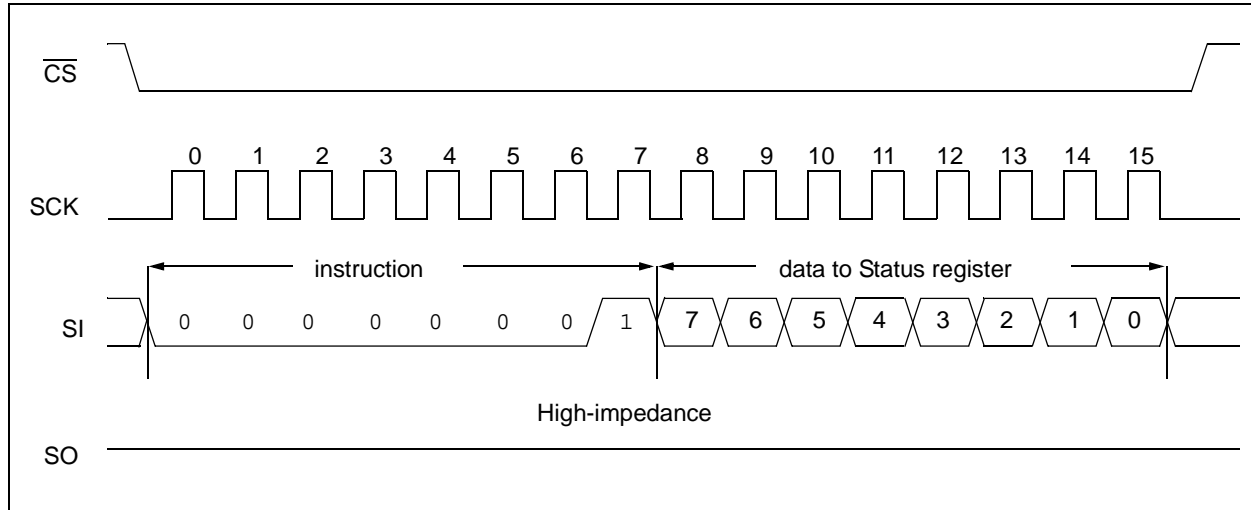 CS
0 1 2 3 4 5 6 7 8 9 10 11 12 13 14 15
SCK
instruction data to Status register
SI 0 0 0 0 0 0 0 1 7 6 5 4 3 2 1 0
High-impedance
SO